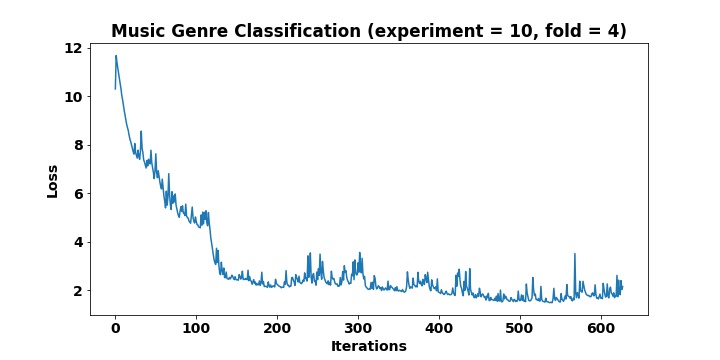 Music Genre Classification (experiment = 10, fold = 4)
12
10
8
6
4
2
Loss
0 100 200 300 400 500 600
Iterations